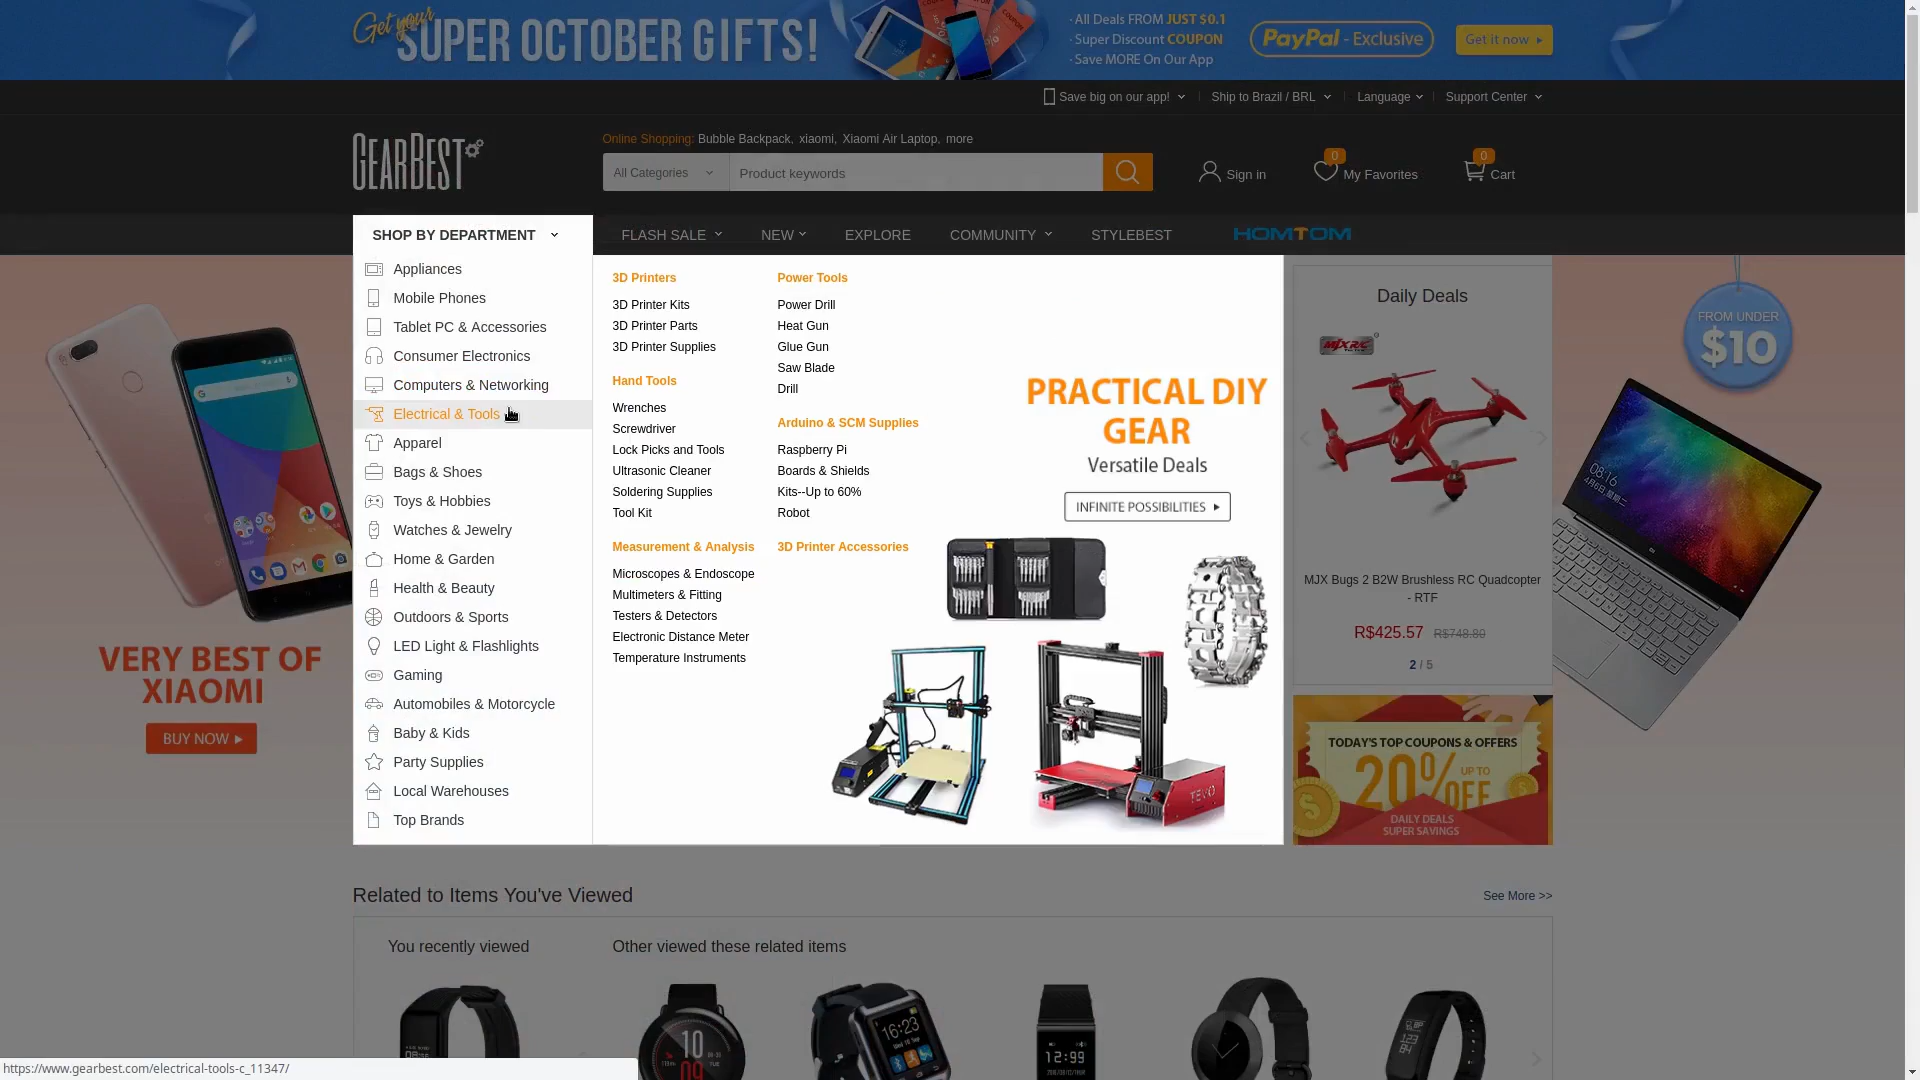 Get your
SUPER OCTOBER GIFTS!
· All Deals FROM JUST $0.1
· Super Discount COUPON
· Save MORE On Our App
PayPal - Exclusive
Get it now
Save big on our app!
Ship to Brazil / BRL
Language
Support Center
GEARBEST
Online Shopping: Bubble Backpack, xiaomi, Xiaomi Air Laptop, more
All Categories
Product keywords
Sign in
0
My Favorites
0
Cart
SHOP BY DEPARTMENT
FLASH SALE
NEW
EXPLORE
COMMUNITY
STYLEBEST
HOMTOM
Appliances
Mobile Phones
Tablet PC & Accessories
Consumer Electronics
Computers & Networking
Electrical & Tools
Apparel
Bags & Shoes
Toys & Hobbies
Watches & Jewelry
Home & Garden
Health & Beauty
Outdoors & Sports
LED Light & Flashlights
Gaming
Automobiles & Motorcycle
Baby & Kids
Party Supplies
Local Warehouses
Top Brands
3D Printers
3D Printer Kits
3D Printer Parts
3D Printer Supplies
Hand Tools
Wrenches
Screwdriver
Lock Picks and Tools
Ultrasonic Cleaner
Soldering Supplies
Tool Kit
Measurement & Analysis
Microscopes & Endoscope
Multimeters & Fitting
Testers & Detectors
Electronic Distance Meter
Temperature Instruments
Power Tools
Power Drill
Heat Gun
Glue Gun
Saw Blade
Drill
Arduino & SCM Supplies
Raspberry Pi
Boards & Shields
Kits--Up to 60%
Robot
3D Printer Accessories
PRACTICAL DIY
GEAR
Versatile Deals
INFINITE POSSIBILITIES
TEVO
Daily Deals
MJX R/C
MJX Bugs 2 B2W Brushless RC Quadcopter
- RTF
R$425.57 R$748.80
2 / 5
TODAY'S TOP COUPONS & OFFERS
20% UP TO
OFF
DAILY DEALS
SUPER SAVINGS
VERY BEST OF
XIAOMI
BUY NOW
FROM UNDER
$10
08:16
Related to Items You've Viewed
See More >>
You recently viewed
Other viewed these related items
16:23
12:99
https://www.gearbest.com/electrical-tools-c_11347/